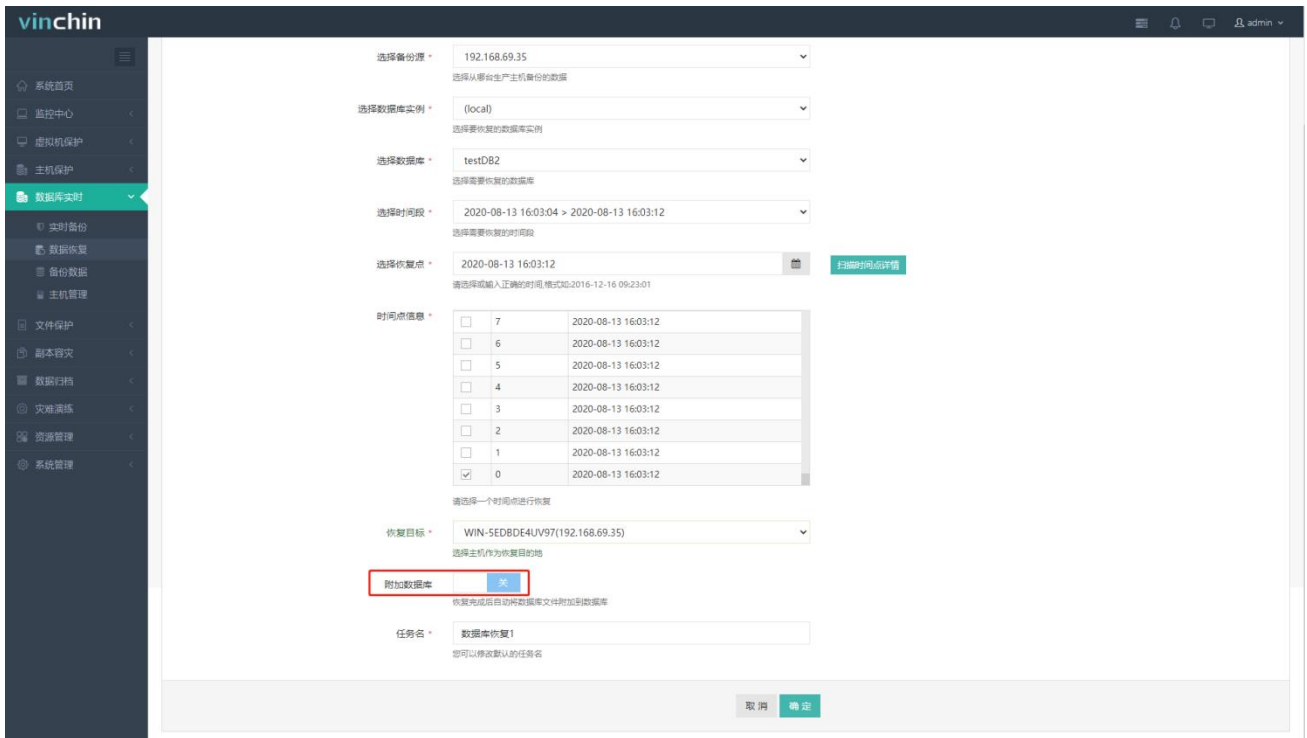 vinchin
admin
系统首页
监控中心
虚拟机保护
主机保护
数据库实时
实时备份
数据恢复
备份数据
主机管理
文件保护
副本容灾
数据归档
灾难演练
资源管理
系统管理
选择备份源 * 192.168.69.35
选择从哪台生产主机备份的数据
选择数据库实例 * (local)
选择要恢复的数据库实例
选择数据库 * testDB2
选择需要恢复的数据库
选择时间段 * 2020-08-13 16:03:04 > 2020-08-13 16:03:12
选择需要恢复的时间段
选择恢复点 * 2020-08-13 16:03:12 扫描时间点详情
请选择或输入正确的时间,格式如:2016-12-16 09:23:01
时间点信息 *
7 2020-08-13 16:03:12
6 2020-08-13 16:03:12
5 2020-08-13 16:03:12
4 2020-08-13 16:03:12
3 2020-08-13 16:03:12
2 2020-08-13 16:03:12
1 2020-08-13 16:03:12
0 2020-08-13 16:03:12
请选择一个时间点进行恢复
恢复目标 * WIN-5EDBDE4UV97(192.168.69.35)
选择主机作为恢复目的地
附加数据库 关
恢复完成后自动将数据库文件附加到数据库
任务名 * 数据库恢复1
您可以修改默认的任务名
取消 确定